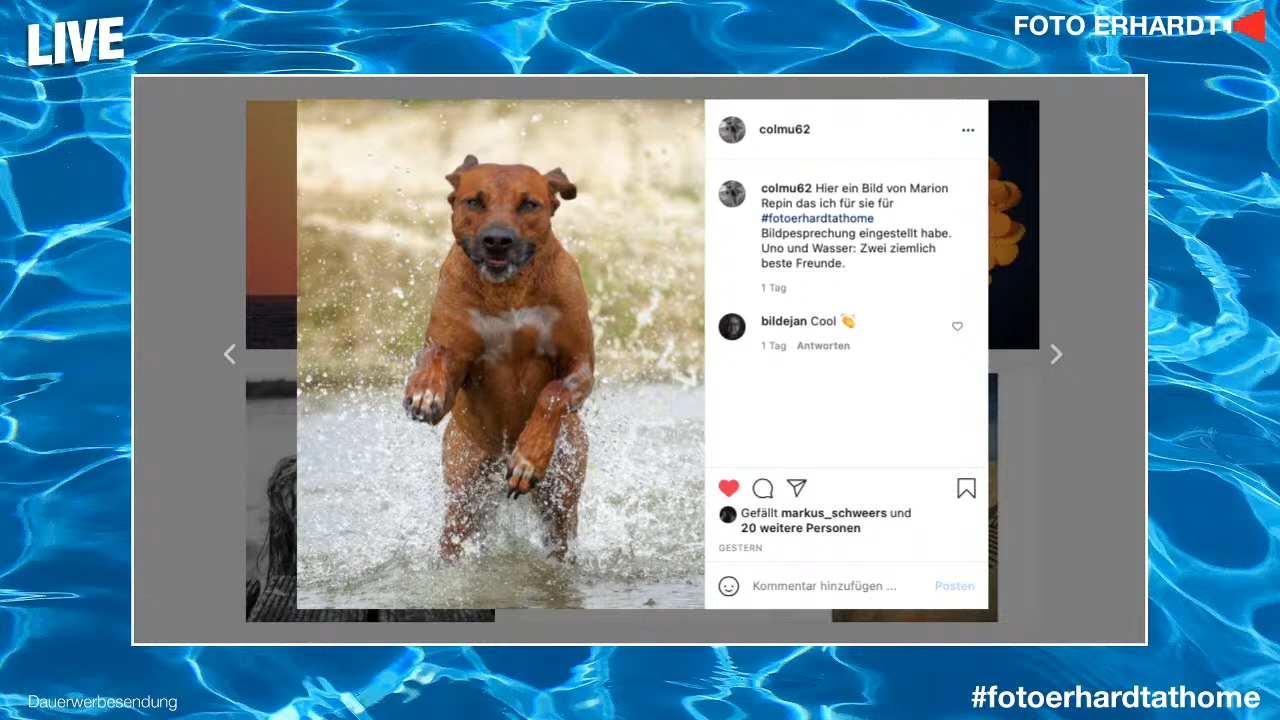 LIVE
FOTO ERHARDT
colmu62
colmu62 Hier ein Bild von Marion
Repin das ich für sie für
#fotoerhardtathome
Bildpesprechung eingestellt habe.
Uno und Wasser: Zwei ziemlich
beste Freunde.
1 Tag
bildejan Cool 👏
1 Tag Antworten
Gefällt markus_schweers und
20 weitere Personen
GESTERN
Kommentar hinzufügen ... Posten
Dauerwerbesendung
#fotoerhardtathome